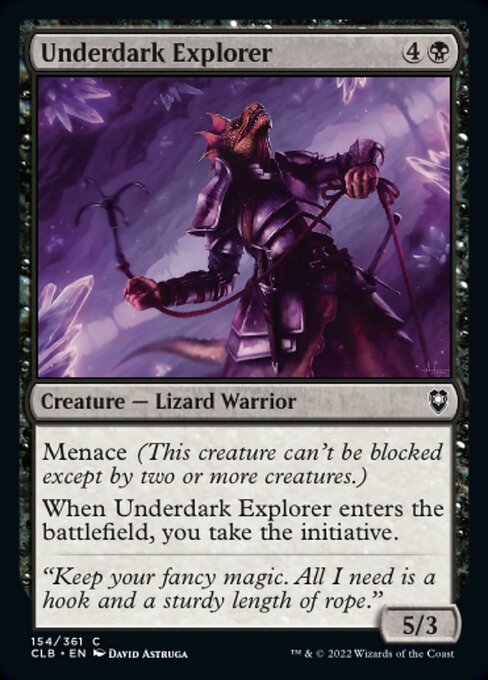 Underdark Explorer 4
Creature — Lizard Warrior
Menace (This creature can't be blocked
except by two or more creatures.)
When Underdark Explorer enters the
battlefield, you take the initiative.
“Keep your fancy magic. All I need is a
hook and a sturdy length of rope.”
5/3
154/361 C
CLB • EN DAVID ASTRUGA
™ & © 2022 Wizards of the Coast